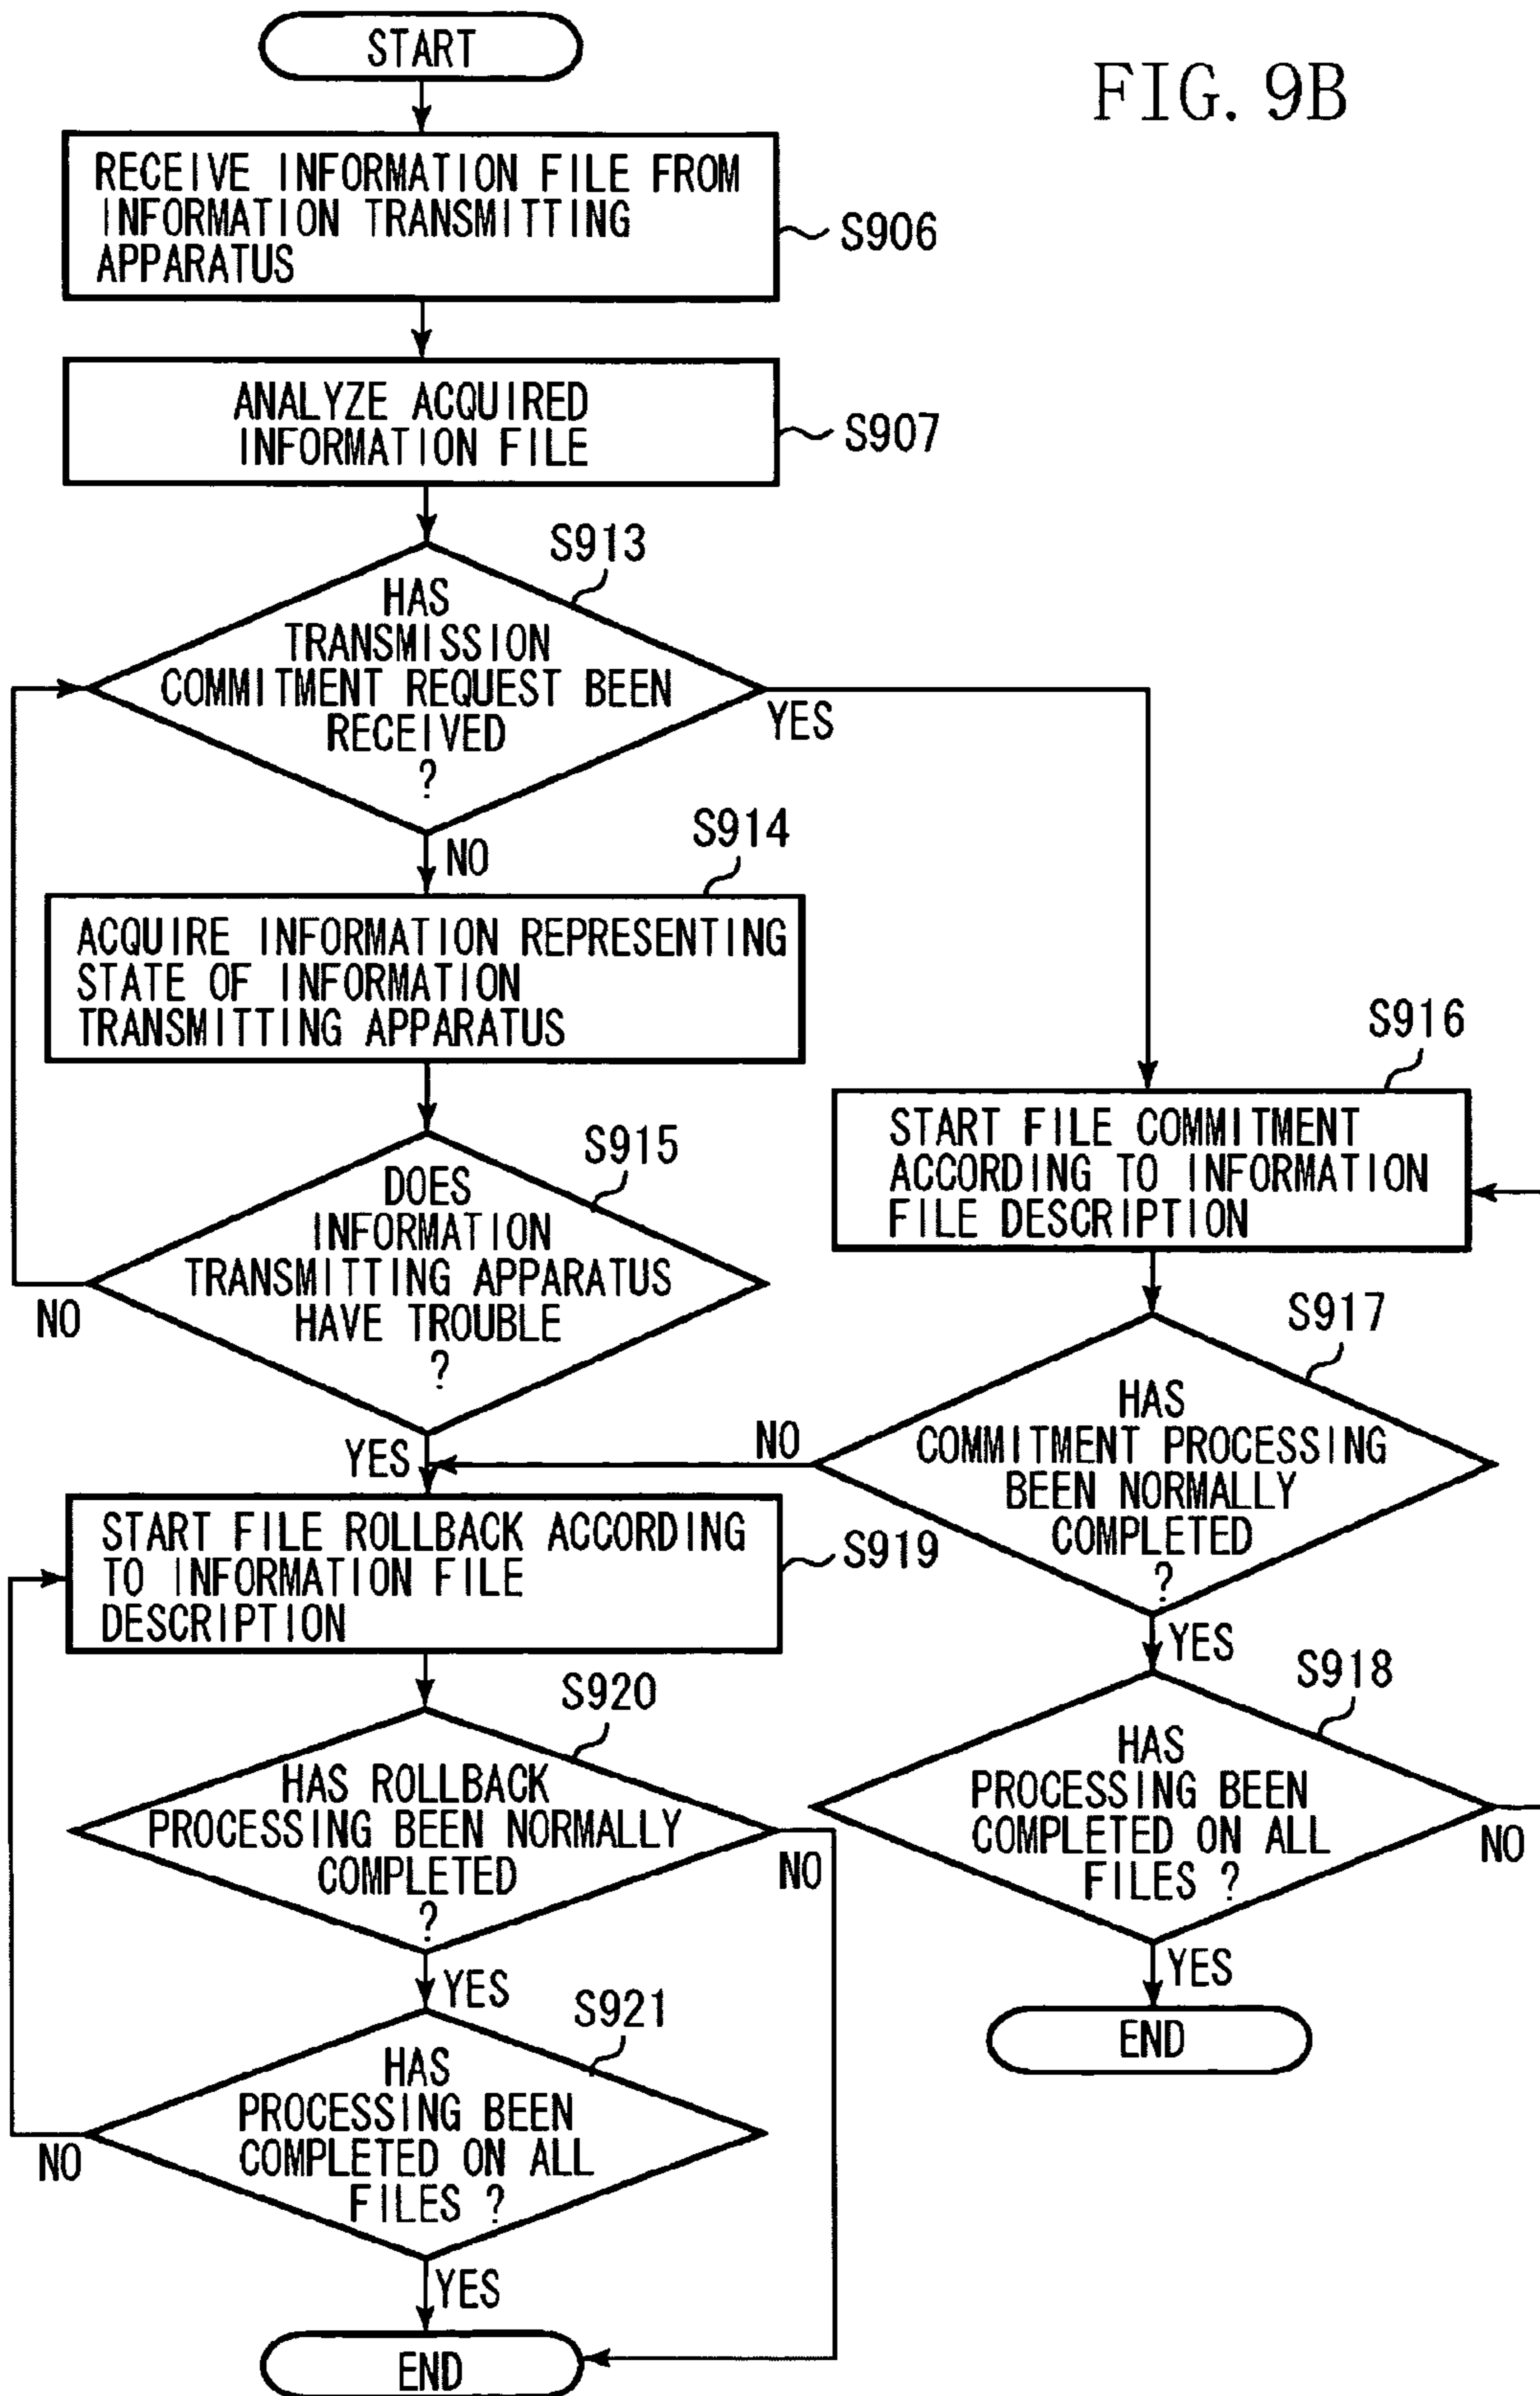 START
FIG. 9B
RECEIVE INFORMATION FILE FROM
INFORMATION TRANSMITTING
APPARATUS
S906
ANALYZE ACQUIRED
INFORMATION FILE
S907
S913
HAS
TRANSMISSION
COMMITMENT REQUEST BEEN
RECEIVED
?
YES
NO
S914
ACQUIRE INFORMATION REPRESENTING
STATE OF INFORMATION
TRANSMITTING APPARATUS
S915
DOES
INFORMATION
TRANSMITTING APPARATUS
HAVE TROUBLE
?
NO
YES
S916
START FILE COMMITMENT
ACCORDING TO INFORMATION
FILE DESCRIPTION
S917
HAS
COMMITMENT PROCESSING
BEEN NORMALLY
COMPLETED
?
NO
YES
S918
HAS
PROCESSING BEEN
COMPLETED ON ALL
FILES ?
NO
YES
END
START FILE ROLLBACK ACCORDING
TO INFORMATION FILE
DESCRIPTION
S919
S920
HAS ROLLBACK
PROCESSING BEEN NORMALLY
COMPLETED
?
NO
YES
S921
HAS
PROCESSING BEEN
COMPLETED ON ALL
FILES ?
NO
YES
END